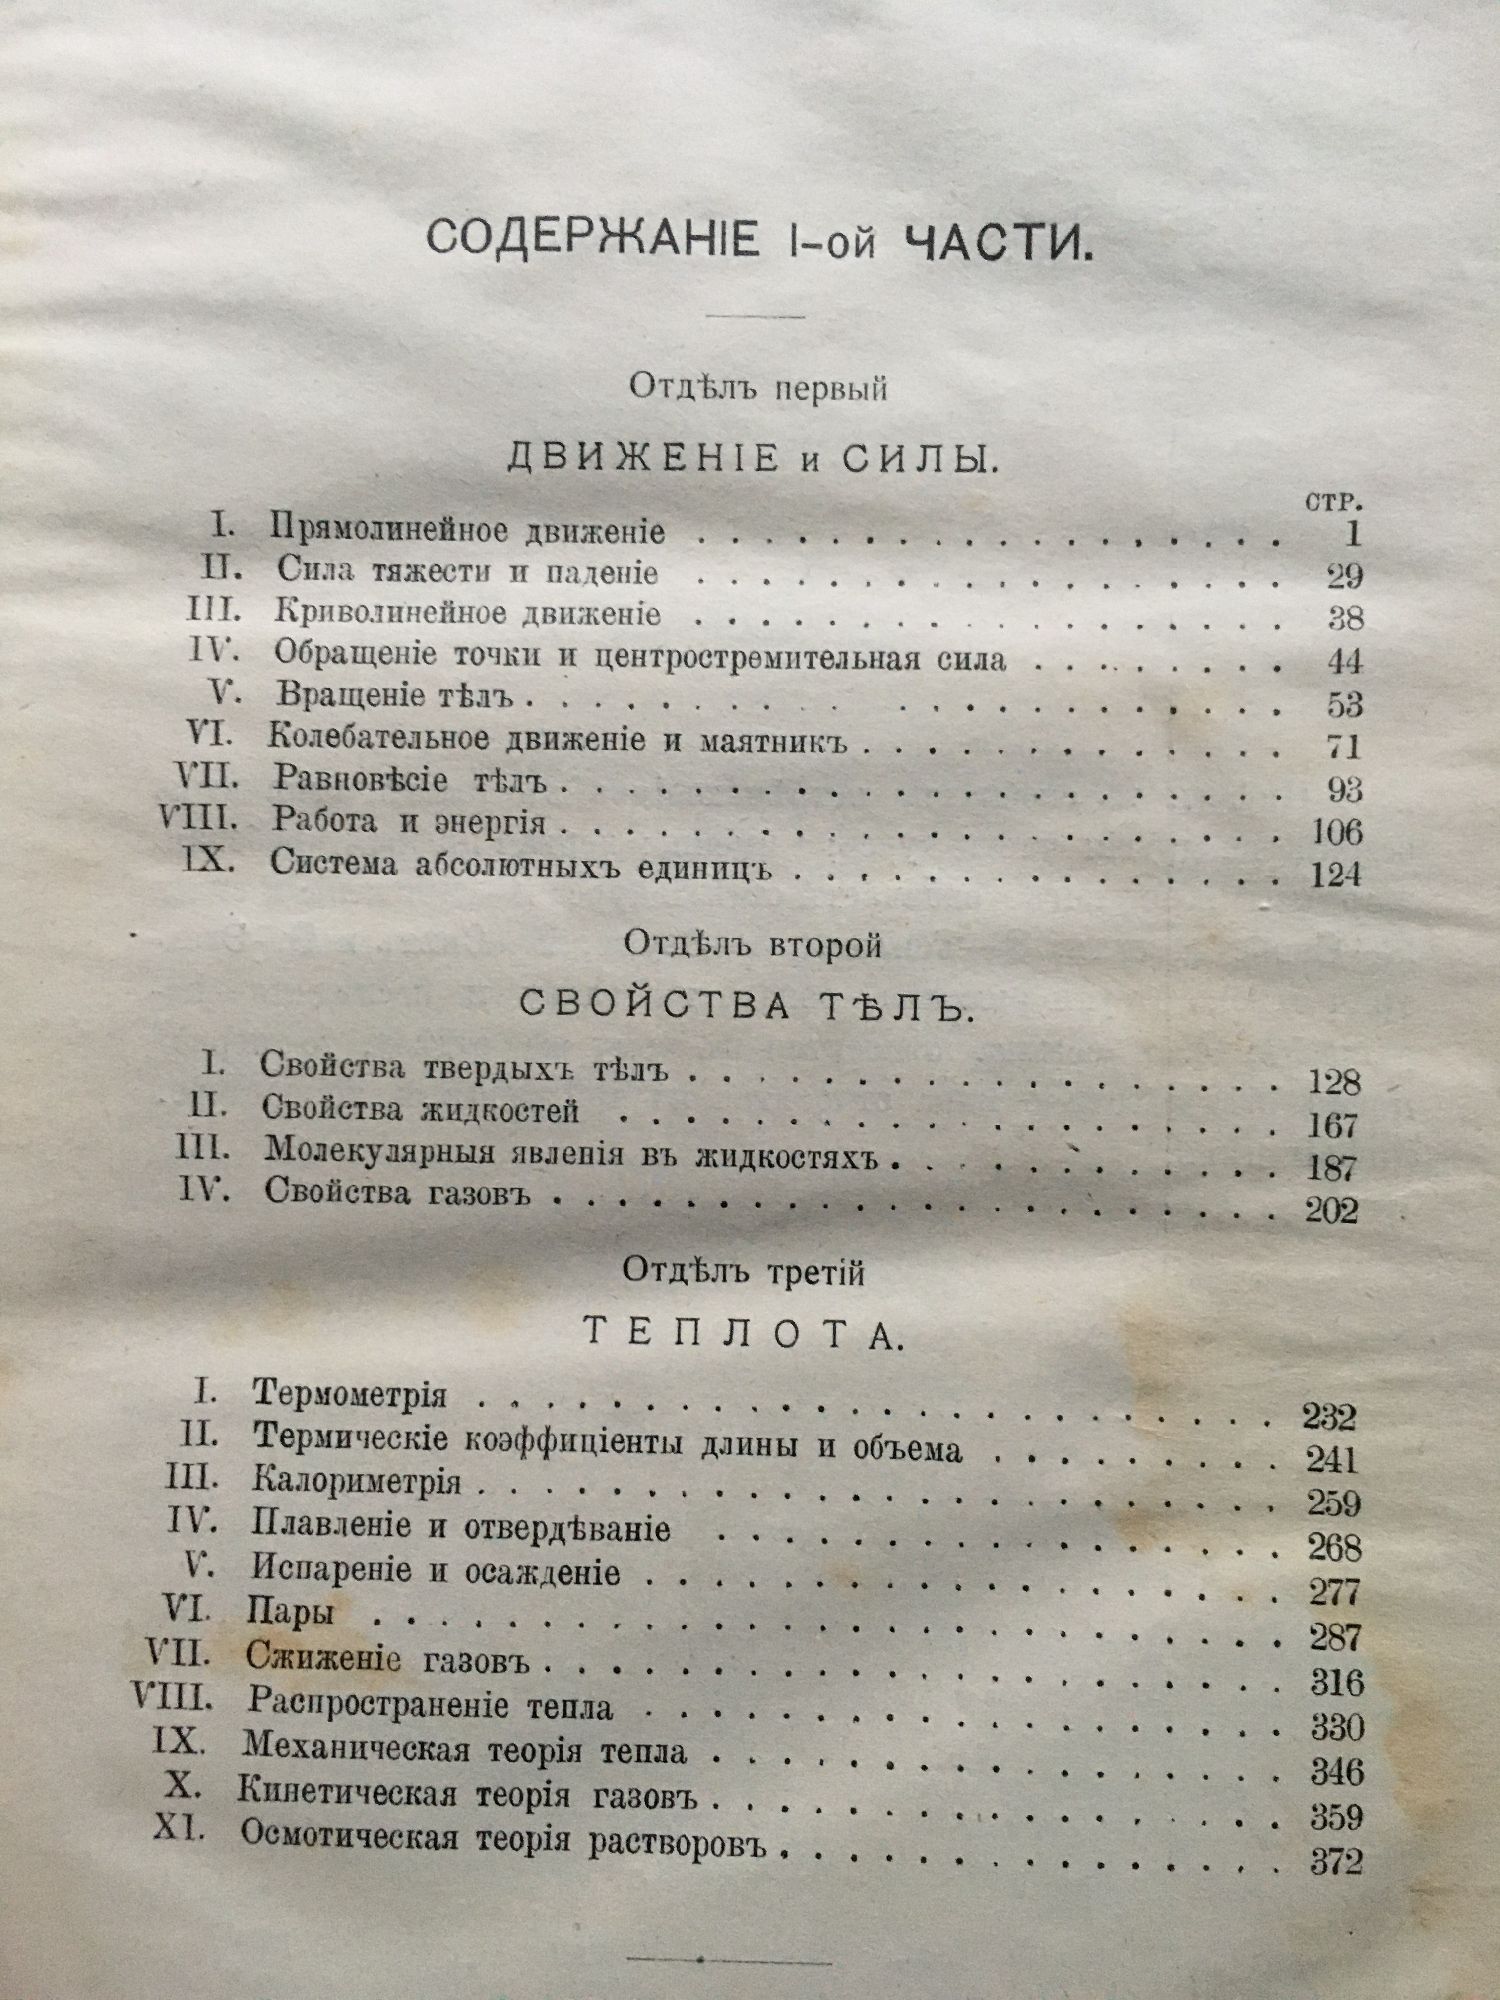 СОДЕРЖАНІЕ I-ой ЧАСТИ.
Отдѣлъ первый
ДВИЖЕНІЕ и СИЛЫ.
СТР.
I. Прямолинейное движеніе . . . . . . . . . . . . . . . . . . 1
II. Сила тяжести и паденіе . . . . . . . . . . . . . . . . . . 29
III. Криволинейное движеніе . . . . . . . . . . . . . . . . . . 38
IV. Обращеніе точки и центростремительная сила . . . . . . . . 44
V. Вращеніе тѣлъ . . . . . . . . . . . . . . . . . . . . . . 53
VI. Колебательное движеніе и маятникъ . . . . . . . . . . . . . 71
VII. Равновѣсіе тѣлъ . . . . . . . . . . . . . . . . . . . . . . 93
VIII. Работа и энергія . . . . . . . . . . . . . . . . . . . . . . 106
IX. Система абсолютныхъ единицъ . . . . . . . . . . . . . . . 124
Отдѣлъ второй
СВОЙСТВА ТѢЛЪ.
I. Свойства твердыхъ тѣлъ . . . . . . . . . . . . . . . . . . 128
II. Свойства жидкостей . . . . . . . . . . . . . . . . . . . . 167
III. Молекулярныя явленія въ жидкостяхъ . . . . . . . . . . . . 187
IV. Свойства газовъ . . . . . . . . . . . . . . . . . . . . . . 202
Отдѣлъ третій
ТЕПЛОТА.
I. Термометрія . . . . . . . . . . . . . . . . . . . . . . . . 232
II. Термическіе коэффиціенты длины и объема . . . . . . . . . 241
III. Калориметрія . . . . . . . . . . . . . . . . . . . . . . . . 259
IV. Плавленіе и отвердѣваніе . . . . . . . . . . . . . . . . . 268
V. Испареніе и осажденіе . . . . . . . . . . . . . . . . . . . 277
VI. Пары . . . . . . . . . . . . . . . . . . . . . . . . . . . 287
VII. Сжиженіе газовъ . . . . . . . . . . . . . . . . . . . . . . 316
VIII. Распространеніе тепла . . . . . . . . . . . . . . . . . . . 330
IX. Механическая теорія тепла . . . . . . . . . . . . . . . . . 346
X. Кинетическая теорія газовъ . . . . . . . . . . . . . . . . . 359
XI. Осмотическая теорія растворовъ . . . . . . . . . . . . . . . 372